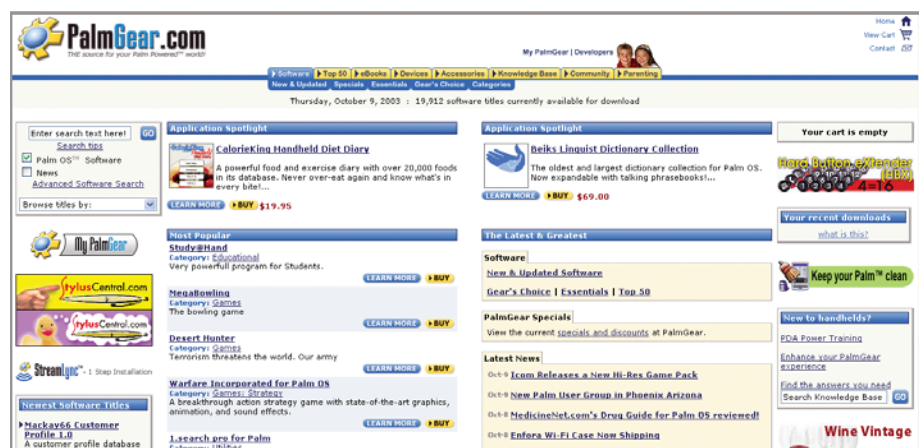 PalmGear.com
THE source for your Palm Powered™ world!
Home
View Cart
Contact
My PalmGear | Developers
Software
Top 50
eBooks
Devices
Accessories
Knowledge Base
Community
Parenting
New & Updated Specials Essentials Gear's Choice Categories
Thursday, October 9, 2003 : 19,912 software titles currently available for download
Enter search text here!
GO
Search tips
Palm OS™ Software
News
Advanced Software Search
Browse titles by:
My PalmGear
StylusCentral.com
StylusCentral.com
StreamLync™ - 1 Step Installation
Newest Software Titles
Mackay66 Customer
Profile 1.0
A customer profile database
Application Spotlight
CalorieKing Handheld Diet Diary
A powerful food and exercise diary with over 20,000 foods
in its database. Never over-eat again and know what's in
every bite!...
LEARN MORE BUY $19.95
Most Popular
Study@Hand
Category: Educational
Very powerfull program for Students.
LEARN MORE BUY
MegaBowling
Category: Games
The bowling game
LEARN MORE BUY
Desert Hunter
Category: Games
Terrorism threatens the world. Our army
LEARN MORE BUY
Warfare Incorporated for Palm OS
Category: Games: Strategy
A breakthrough action strategy game with state-of-the-art graphics,
animation, and sound effects.
LEARN MORE BUY
1.search pro for Palm
Category: Utilities
Application Spotlight
Beiks Linguist Dictionary Collection
The oldest and largest dictionary collection for Palm OS.
Now expandable with talking phrasebooks!...
LEARN MORE BUY $69.00
The Latest & Greatest
Software
New & Updated Software
Gear's Choice | Essentials | Top 50
PalmGear Specials
View the current specials and discounts at PalmGear.
Latest News
Oct-9 Icom Releases a New Hi-Res Game Pack
Oct-9 New Palm User Group in Phoenix Arizona
Oct-8 MedicineNet.com's Drug Guide for Palm OS reviewed!
Oct-8 Enfora Wi-Fi Case Now Shipping
Your cart is empty
Hard Button eXtender
(HBX)
4=16
Your recent downloads
what is this?
Keep your Palm™ clean
New to handhelds?
PDA Power Training
Enhance your PalmGear
experience
Find the answers you need
Search Knowledge Base GO
Wine Vintage